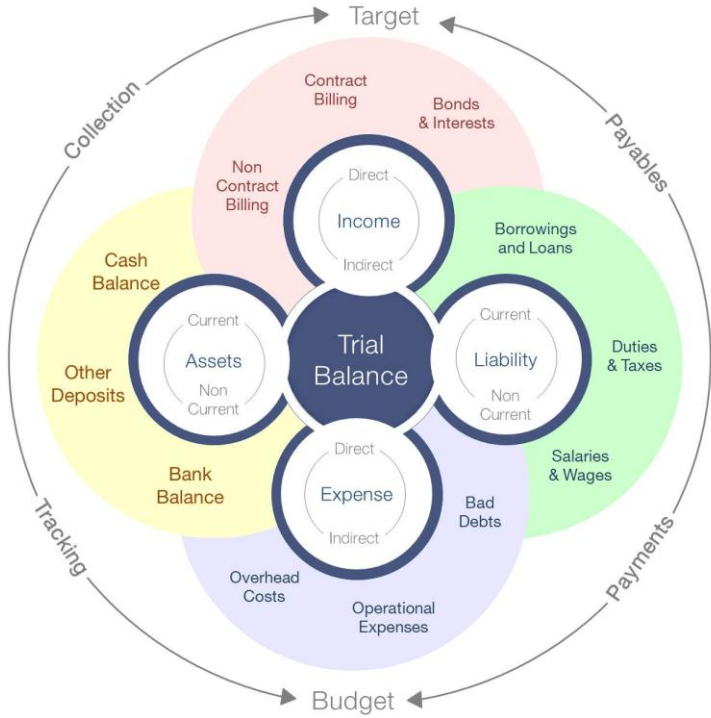 Target
Collection
Payables
Contract
Billing
Bonds
& Interests
Non
Contract
Billing
Direct
Income
Indirect
Borrowings
and Loans
Cash
Balance
Current
Assets
Non
Current
Trial
Balance
Current
Liability
Non
Current
Duties
& Taxes
Other
Deposits
Bank
Balance
Direct
Expense
Indirect
Salaries
& Wages
Bad
Debts
Overhead
Costs
Operational
Expenses
Tracking
Payments
Budget